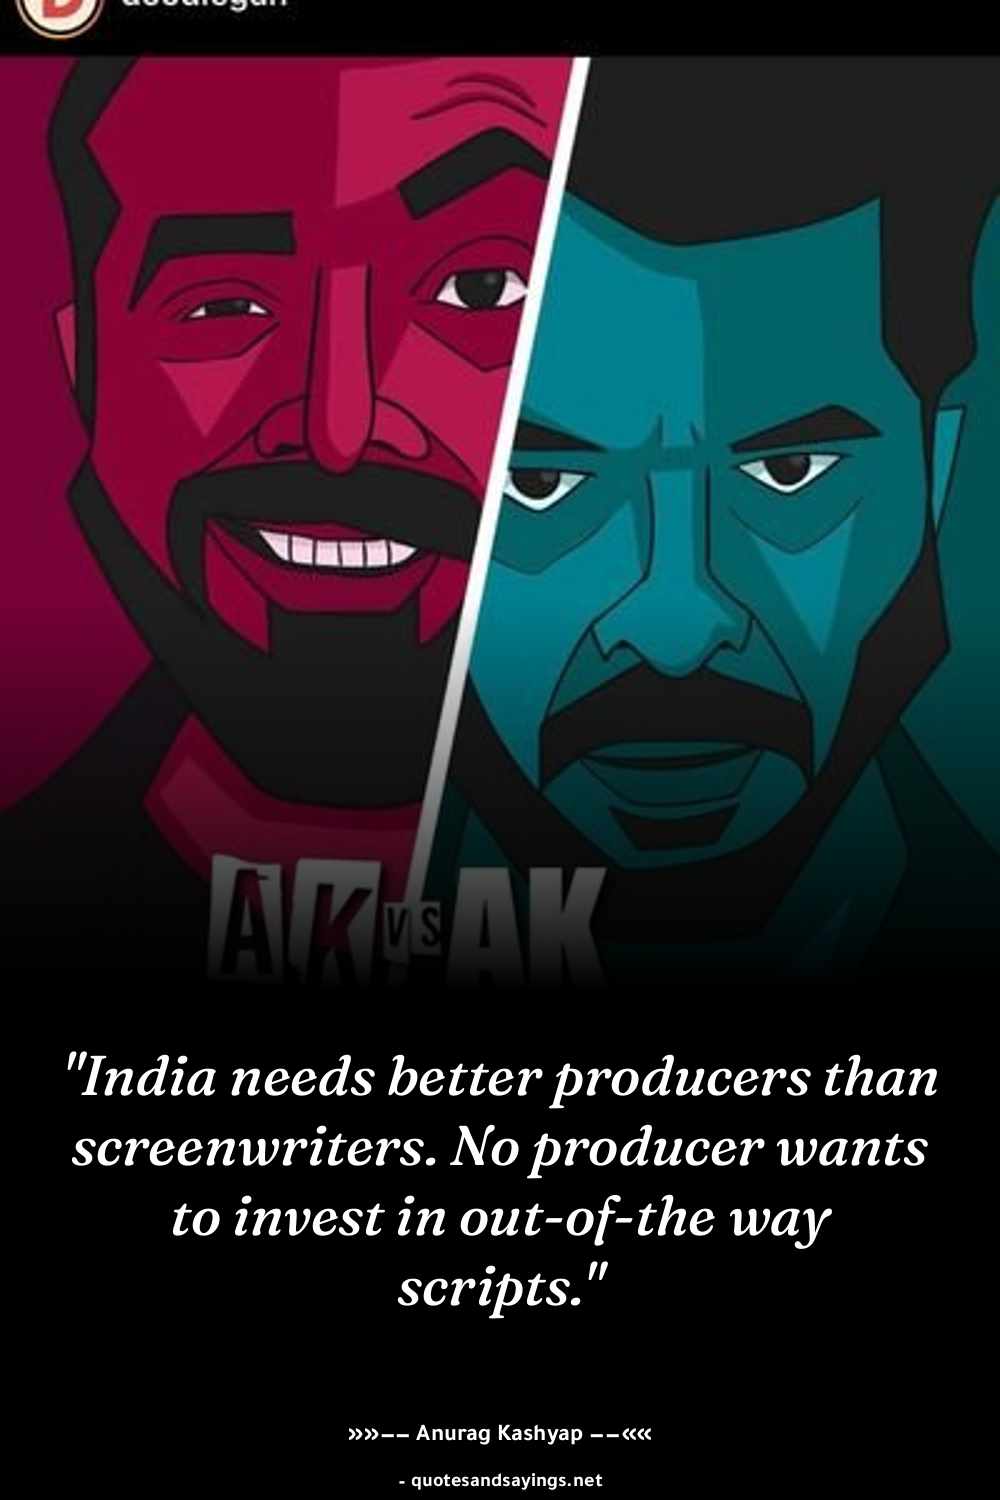 AK VS AK
"India needs better producers than
screenwriters. No producer wants
to invest in out-of-the way
scripts."
»»—— Anurag Kashyap ——««
- quotesandsayings.net